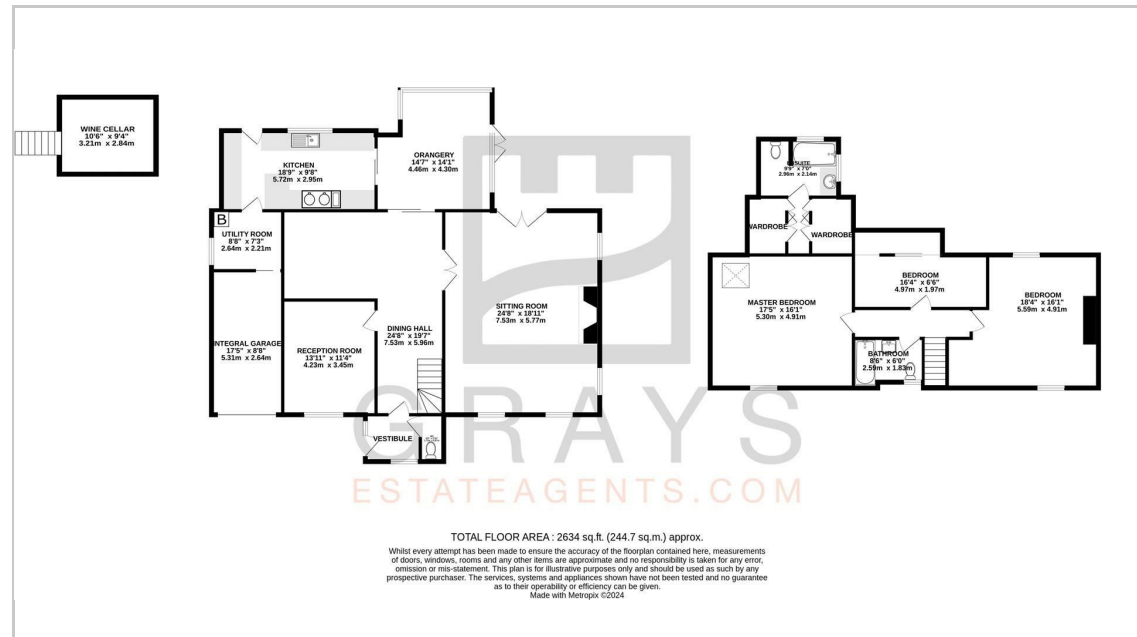 WINE CELLAR
10'6" x 9'4"
3.21m x 2.84m
KITCHEN
18'9" x 9'8"
5.72m x 2.95m
ORANGERY
14'7" x 14'1"
4.46m x 4.30m
B
UTILITY ROOM
8'8" x 7'3"
2.64m x 2.21m
INTEGRAL GARAGE
17'5" x 8'8"
5.31m x 2.64m
RECEPTION ROOM
13'11" x 11'4"
4.23m x 3.45m
DINING HALL
24'8" x 19'7"
7.53m x 5.96m
SITTING ROOM
24'8" x 18'11"
7.53m x 5.77m
VESTIBULE
ENSUITE
9'9" x 7'0"
2.96m x 2.14m
WARDROBE
WARDROBE
MASTER BEDROOM
17'5" x 16'1"
5.30m x 4.91m
BEDROOM
16'4" x 6'6"
4.97m x 1.97m
BEDROOM
18'4" x 16'1"
5.59m x 4.91m
BATHROOM
8'6" x 6'0"
2.59m x 1.83m
GRAYS
ESTATEAGENTS.COM
TOTAL FLOOR AREA : 2634 sq.ft. (244.7 sq.m.) approx.
Whilst every attempt has been made to ensure the accuracy of the floorplan contained here, measurements
of doors, windows, rooms and any other items are approximate and no responsibility is taken for any error,
omission or mis-statement. This plan is for illustrative purposes only and should be used as such by any
prospective purchaser. The services, systems and appliances shown have not been tested and no guarantee
as to their operability or efficiency can be given.
Made with Metropix ©2024